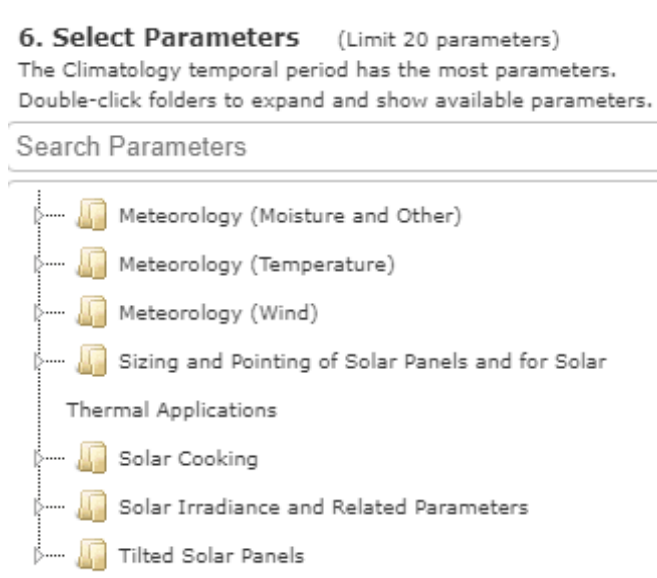 6. Select Parameters (Limit 20 parameters)
The Climatology temporal period has the most parameters.
Double-click folders to expand and show available parameters.
Search Parameters
Meteorology (Moisture and Other)
Meteorology (Temperature)
Meteorology (Wind)
Sizing and Pointing of Solar Panels and for Solar
Thermal Applications
Solar Cooking
Solar Irradiance and Related Parameters
Tilted Solar Panels